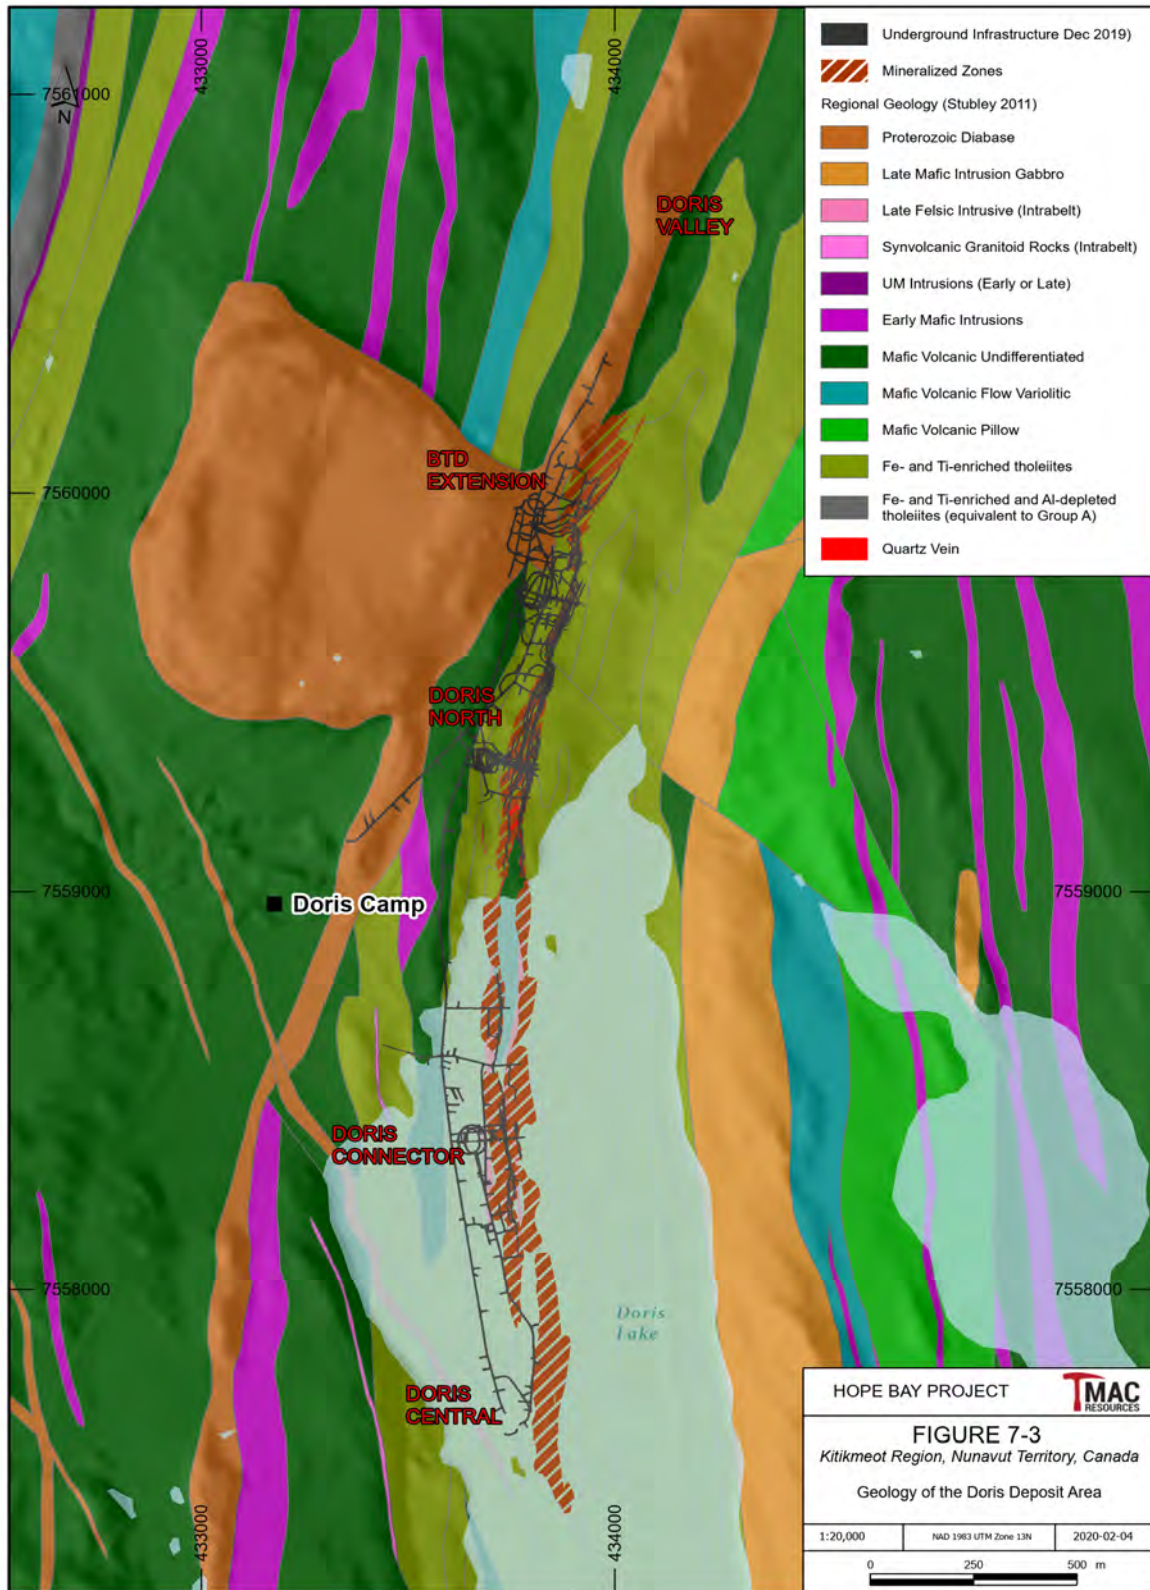 433000
434000
7561000
N
Underground Infrastructure Dec 2019)
Mineralized Zones
Regional Geology (Stubley 2011)
Proterozoic Diabase
Late Mafic Intrusion Gabbro
Late Felsic Intrusive (Intrabelt)
Synvolcanic Granitoid Rocks (Intrabelt)
UM Intrusions (Early or Late)
Early Mafic Intrusions
Mafic Volcanic Undifferentiated
Mafic Volcanic Flow Variolitic
Mafic Volcanic Pillow
Fe- and Ti-enriched tholeiites
Fe- and Ti-enriched and Al-depleted
tholeiites (equivalent to Group A)
Quartz Vein
DORIS
VALLEY
BTD
EXTENSION
7560000
DORIS
NORTH
7559000
7559000
Doris Camp
DORIS
CONNECTOR
7558000
7558000
Doris
Lake
DORIS
CENTRAL
433000
434000
HOPE BAY PROJECT
TMAC
RESOURCES
FIGURE 7-3
Kitikmeot Region, Nunavut Territory, Canada
Geology of the Doris Deposit Area
1:20,000
NAD 1983 UTM Zone 13N
2020-02-04
0 250 500 m